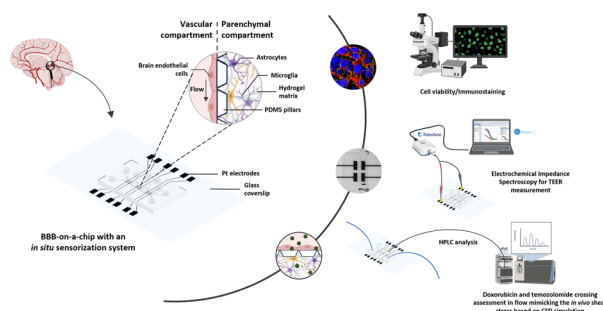 Vascular
compartment
Parenchymal
compartment
Brain endothelial
cells
Flow
Astrocytes
Microglia
Hydrogel
matrix
PDMS pillars
Pt electrodes
Glass
coverslip
BBB-on-a-chip with an
in situ sensorization system
Cell viability/Immunostaining
PalmSens
Electrochemical Impedance
Spectroscopy for TEER
measurement
HPLC analysis
Doxorubicin and temozolomide crossing
assessment in flow mimicking the in vivo shear
stress based on CFD simulation